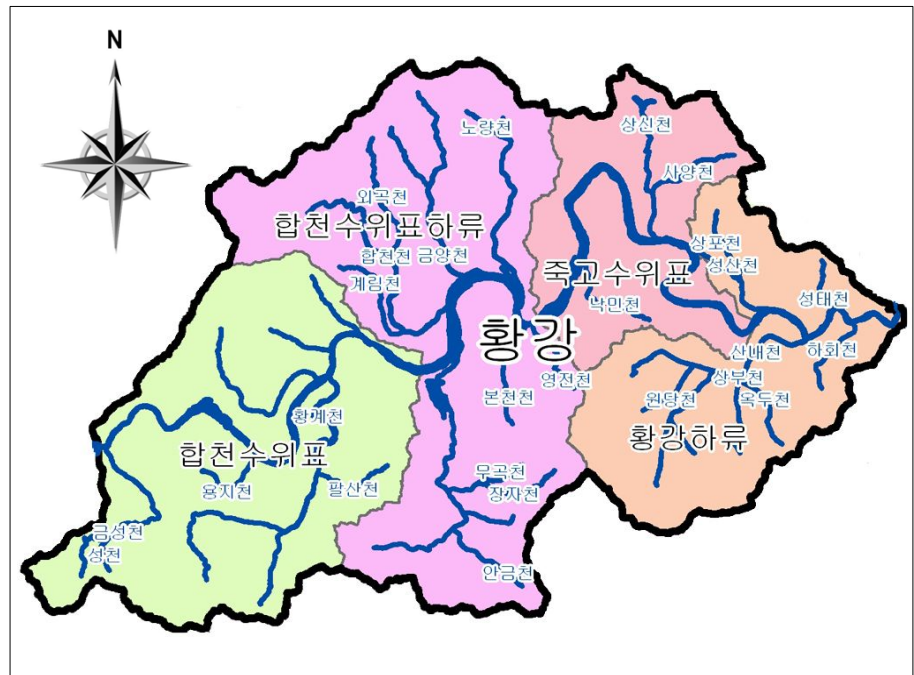 N
노량천
상신천
사양천
외곡천
합천수위표하류
합천천
금양천
계림천
상포천
성산천
죽고수위표
낙민천
성태천
황강
산내천
하회천
영전천
상부천
본천천
원당천
옥두천
황계천
황강하류
합천수위표
무곡천
용지천
팔산천
장자천
금성천
성천
안금천